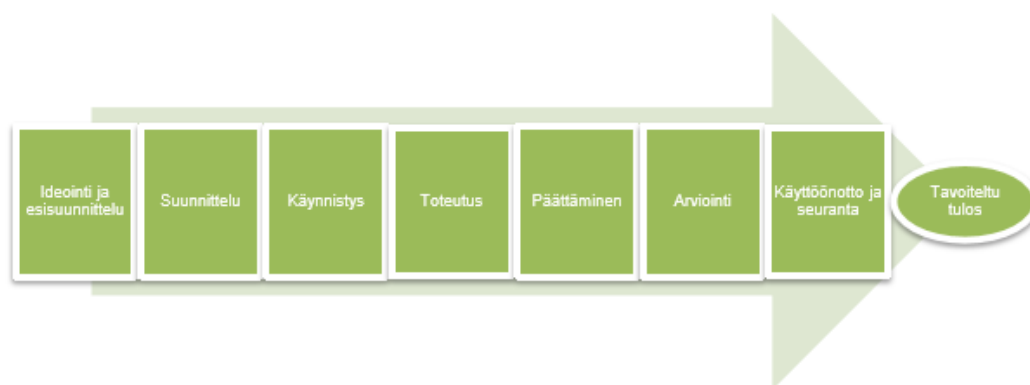 Ideointi ja
esisuunnittelu
Suunnittelu
Käynnistys
Toteutus
Päättäminen
Arviointi
Käyttöönotto ja
seuranta
Tavoiteltu
tulos